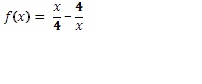 f(x) = x/4 - 4/x